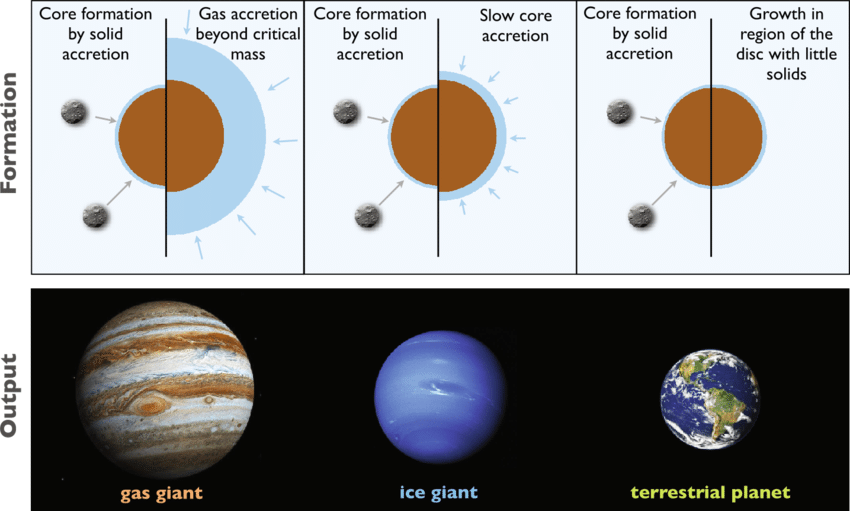 Formation
Core formation
by solid
accretion
Gas accretion
beyond critical
mass
Core formation
by solid
accretion
Slow core
accretion
Core formation
by solid
accretion
Growth in
region of the
disc with little
solids
Output
gas giant
ice giant
terrestrial planet